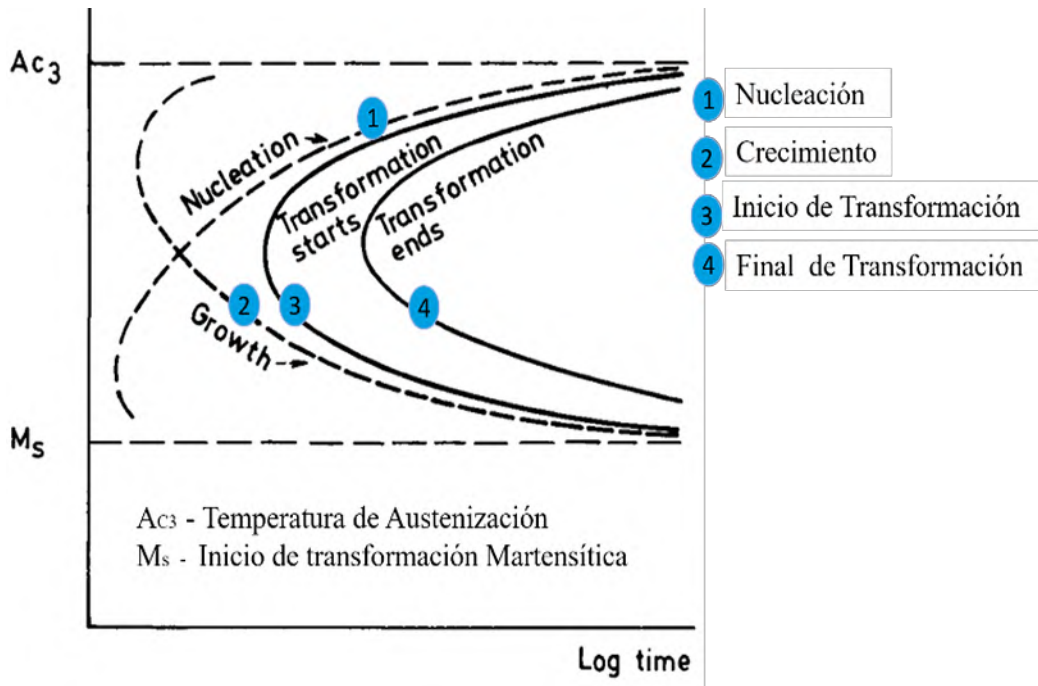 Ac3
Nucleation
Transformation
starts
Transformation
ends
Growth
1
2
3
4
1 Nucleación
2 Crecimiento
3 Inicio de Transformación
4 Final de Transformación
Ms
Ac3 - Temperatura de Austenización
Ms - Inicio de transformación Martensítica
Log time